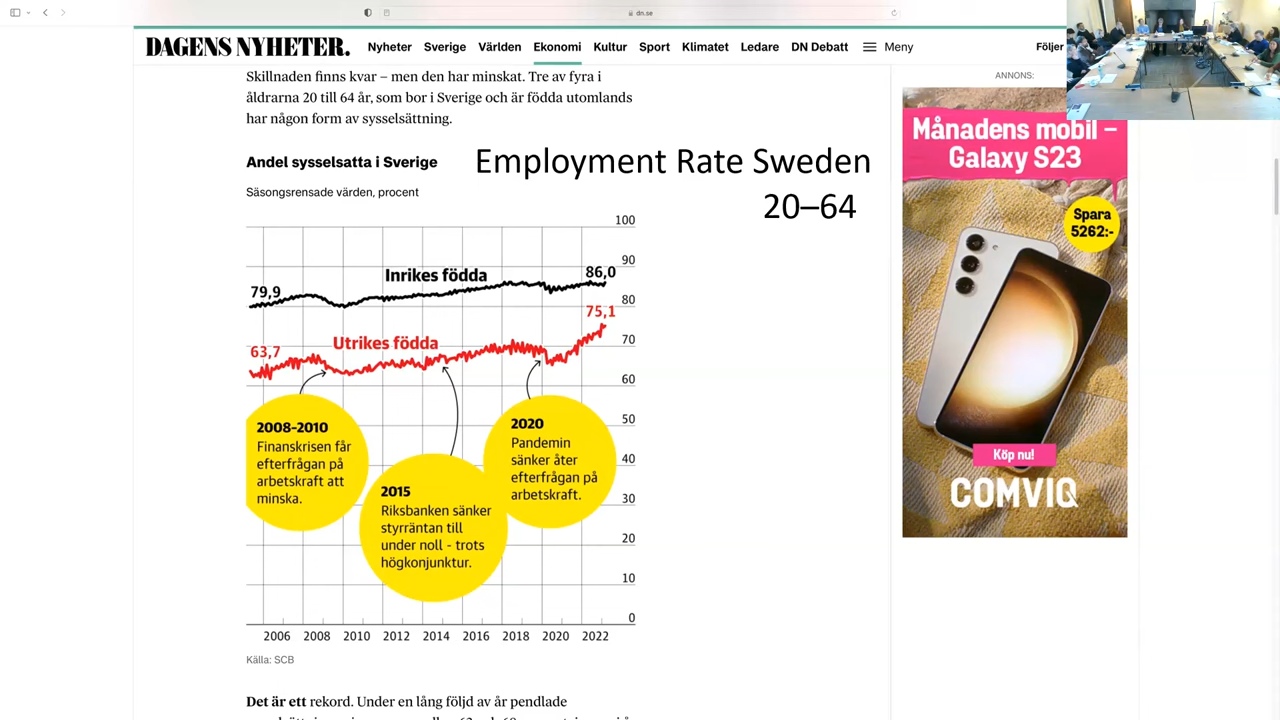 dn.se
DAGENS NYHETER.
Nyheter Sverige Världen Ekonomi Kultur Sport Klimatet Ledare DN Debatt Meny Följer
Skillnaden finns kvar – men den har minskat. Tre av fyra i
åldrarna 20 till 64 år, som bor i Sverige och är födda utomlands
har någon form av sysselsättning.
Andel sysselsatta i Sverige
Säsongsrensade värden, procent
Employment Rate Sweden
20–64
100
90
80
70
60
50
40
30
20
10
0
Inrikes födda
79,9
86,0
75,1
Utrikes födda
63,7
2008-2010
Finanskrisen får
efterfrågan på
arbetskraft att
minska.
2015
Riksbanken sänker
styrräntan till
under noll - trots
högkonjunktur.
2020
Pandemin
sänker åter
efterfrågan på
arbetskraft.
2006 2008 2010 2012 2014 2016 2018 2020 2022
Källa: SCB
Det är ett rekord. Under en lång följd av år pendlade
ANNONS:
Månadens mobil –
Galaxy S23
Spara
5262:-
Köp nu!
COMVIQ